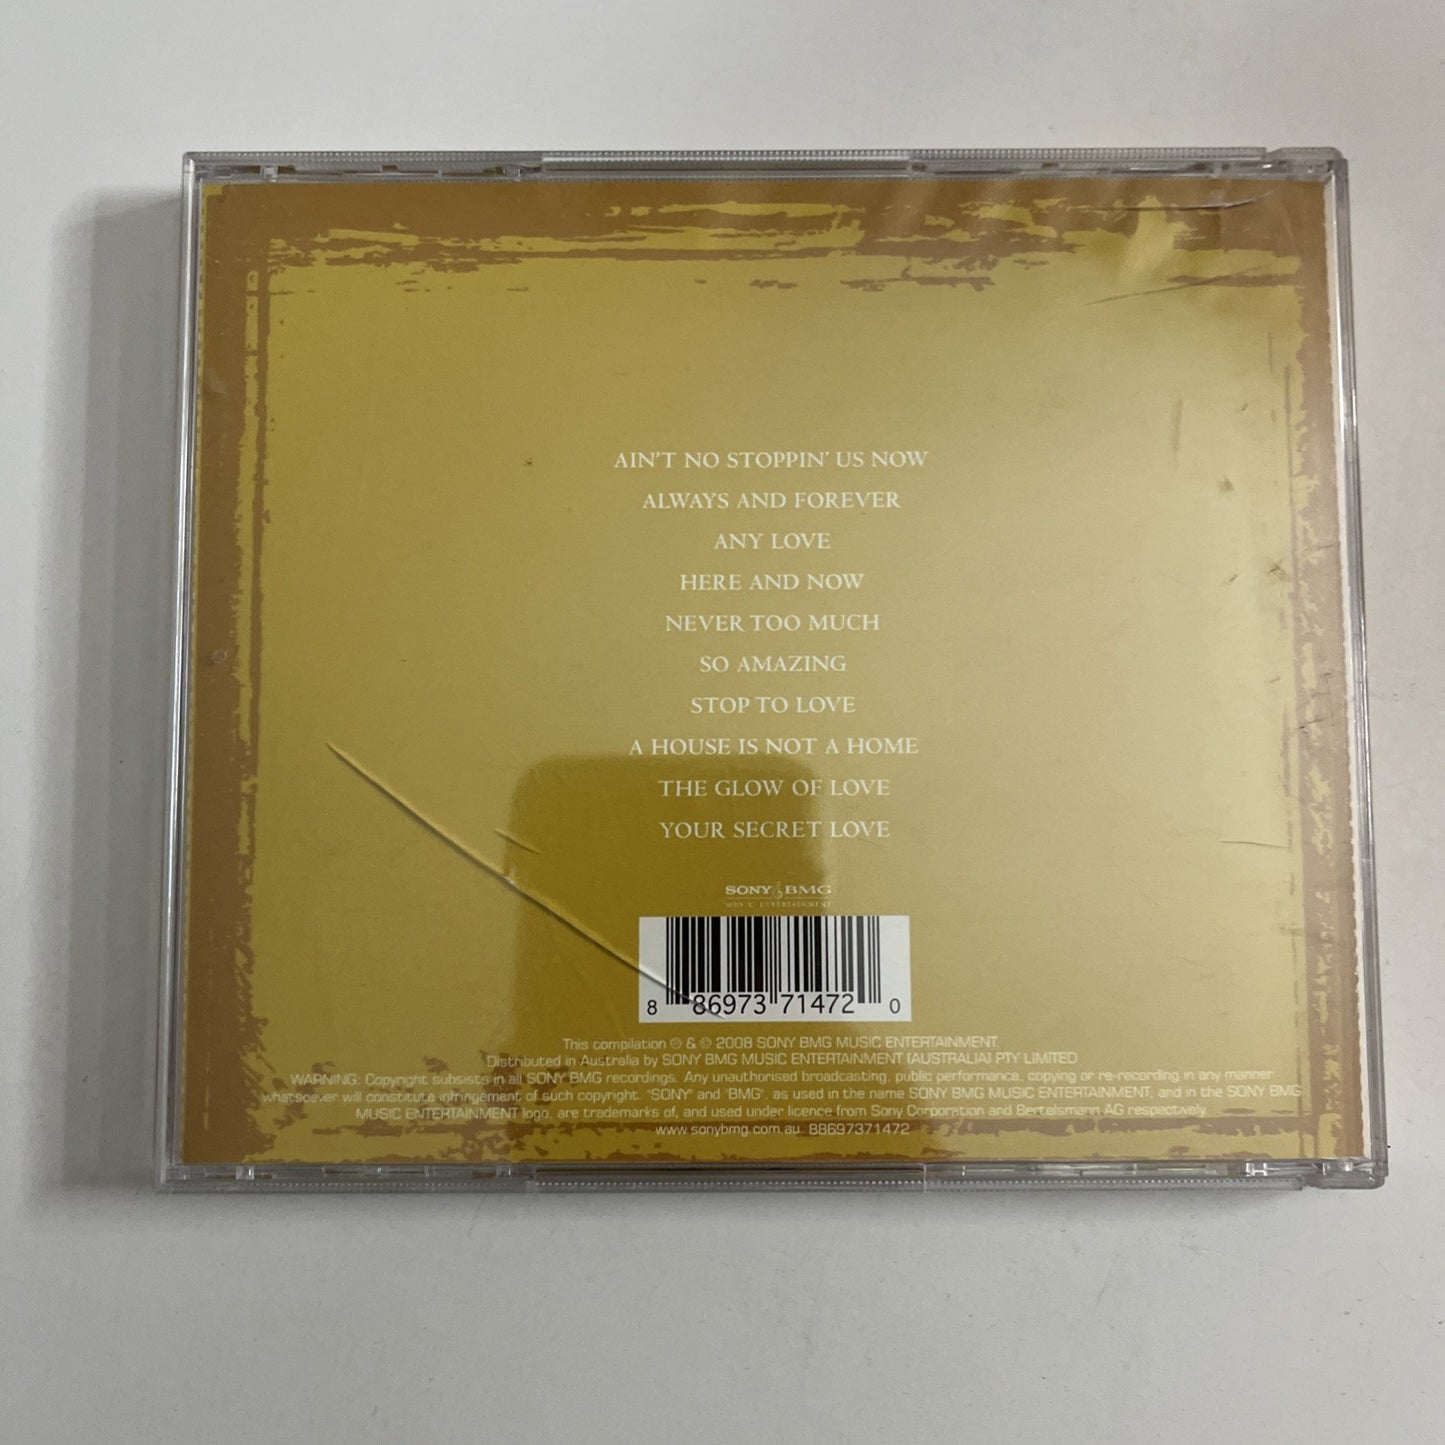 AIN'T NO STOPPIN' US NOW
ALWAYS AND FOREVER
ANY LOVE
HERE AND NOW
NEVER TOO MUCH
SO AMAZING
STOP TO LOVE
A HOUSE IS NOT A HOME
THE GLOW OF LOVE
YOUR SECRET LOVE
SONY BMG
MUSIC ENTERTAINMENT
8 86973 71472 0
This compilation ℗ & © 2008 SONY BMG MUSIC ENTERTAINMENT.
Distributed in Australia by SONY BMG MUSIC ENTERTAINMENT (AUSTRALIA) PTY LIMITED
WARNING: Copyright subsists in all SONY BMG recordings. Any unauthorised broadcasting, public performance, copying or re-recording in any manner
whatsoever will constitute infringement of such copyright. "SONY" and "BMG", as used in the name SONY BMG MUSIC ENTERTAINMENT, and in the SONY BMG
MUSIC ENTERTAINMENT logo, are trademarks of, and used under licence from Sony Corporation and Bertelsmann AG respectively.
www.sonybmg.com.au 88697371472